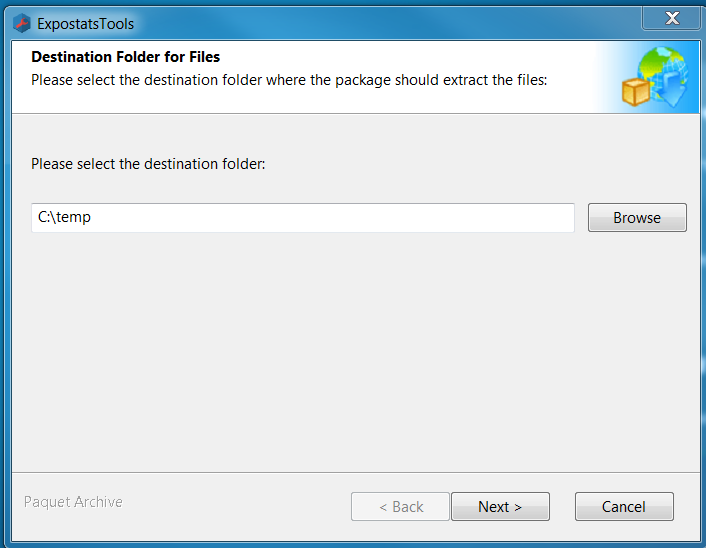 ExpostatsTools
Destination Folder for Files
Please select the destination folder where the package should extract the files:
Please select the destination folder:
C:\temp
Browse
Paquet Archive
< Back
Next >
Cancel